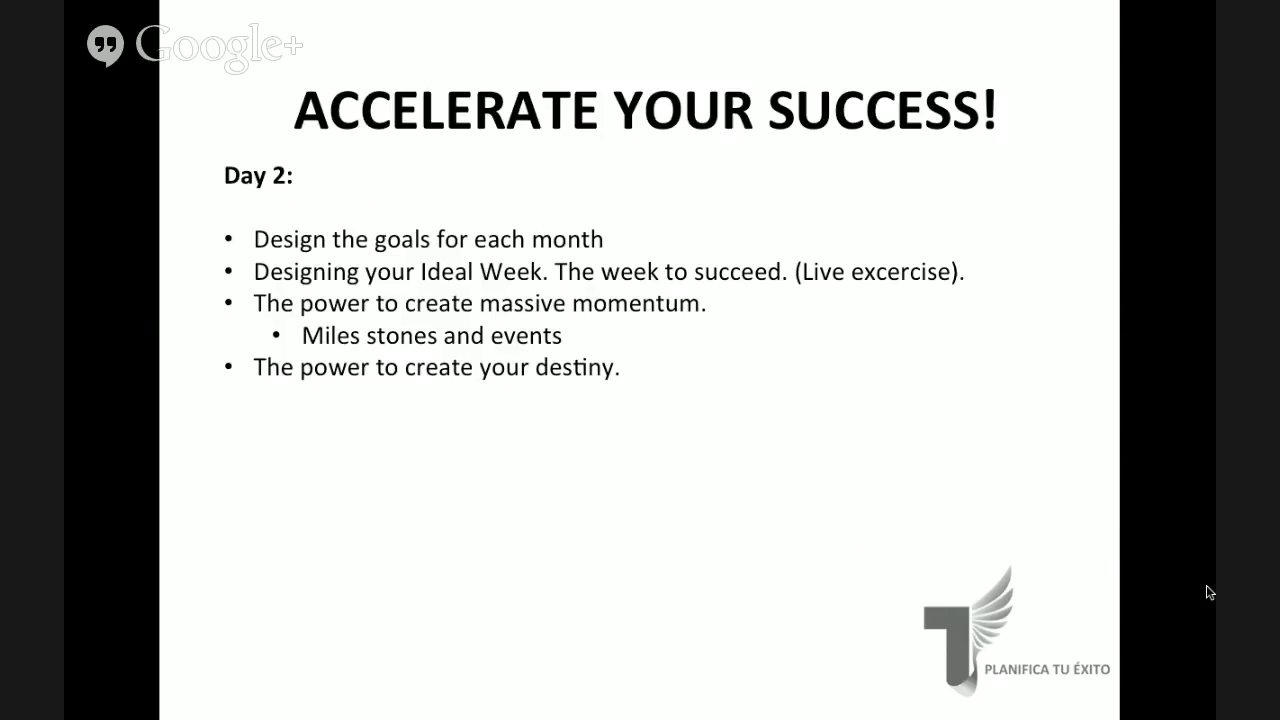 Google+
ACCELERATE YOUR SUCCESS!
Day 2:
• Design the goals for each month
• Designing your Ideal Week. The week to succeed. (Live excercise).
• The power to create massive momentum.
• Miles stones and events
• The power to create your destiny.
PLANIFICA TU ÉXITO